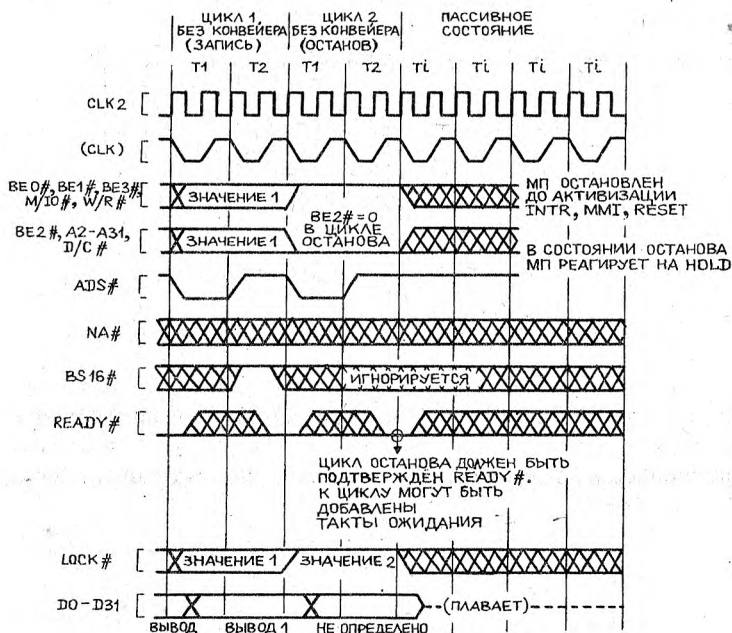 ЦИКЛ 1 ЦИКЛ 2 ПАССИВНОЕ
БЕЗ КОНВЕЙЕРА БЕЗ КОНВЕЙЕРА СОСТОЯНИЕ
(ЗАПИСЬ) (ОСТАНОВ)
T1 T2 T1 T2 Ti Ti Ti Ti
CLK2
(CLK)
BE0#, BE1#, BE3#,
M/IO#, W/R#
ЗНАЧЕНИЕ 1
МП ОСТАНОВЛЕН
ДО АКТИВИЗАЦИИ
INTR, MMI, RESET
BE2#, A2-A31,
D/C#
ЗНАЧЕНИЕ 1
BE2#=0
В ЦИКЛЕ
ОСТАНОВА
В СОСТОЯНИИ ОСТАНОВА
МП РЕАГИРУЕТ НА HOLD
ADS#
NA#
BS16#
ИГНОРИРУЕТСЯ
READY#
ЦИКЛ ОСТАНОВА ДОЛЖЕН БЫТЬ
ПОДТВЕРЖДЁН READY#.
К ЦИКЛУ МОГУТ БЫТЬ
ДОБАВЛЕНЫ
ТАКТЫ ОЖИДАНИЯ
LOCK#
ЗНАЧЕНИЕ 1 ЗНАЧЕНИЕ 2
D0-D31
(ПЛАВАЕТ)
ВЫВОД ВЫВОД 1 НЕ ОПРЕДЕЛЕНО